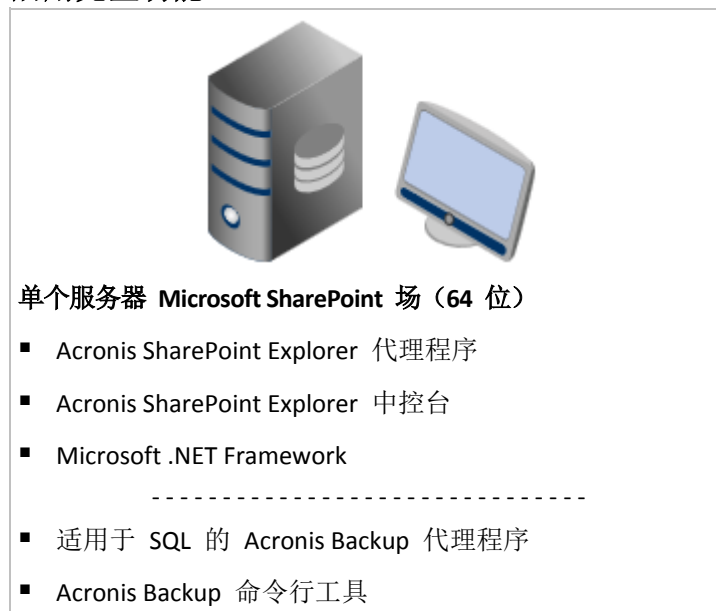 单个服务器 Microsoft SharePoint 场（64 位）
▪ Acronis SharePoint Explorer 代理程序
▪ Acronis SharePoint Explorer 中控台
▪ Microsoft .NET Framework
- - - - - - - - - - - - - - - - - - - - - - - - - - - - - - -
▪ 适用于 SQL 的 Acronis Backup 代理程序
▪ Acronis Backup 命令行工具